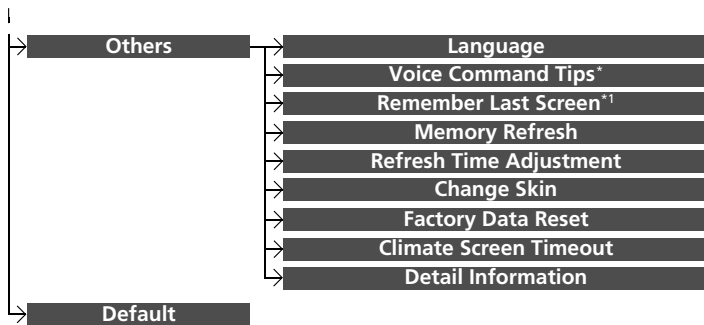 Others
Language
Voice Command Tips*
Remember Last Screen*1
Memory Refresh
Refresh Time Adjustment
Change Skin
Factory Data Reset
Climate Screen Timeout
Detail Information
Default